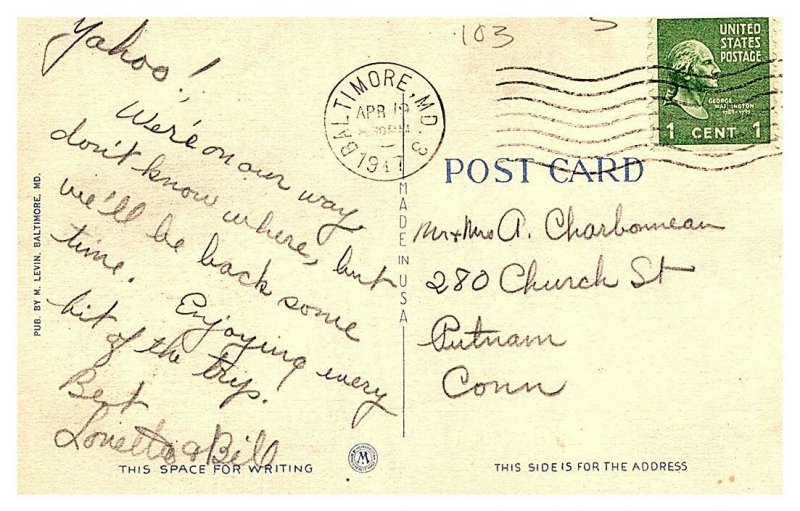 Yahoo!
We're on our way,
don't know where, but
we'll be back some
time. Enjoying every
bit of the trip!
Best
Loretta & Bill
THIS SPACE FOR WRITING
PUB. BY M. LEVIN, BALTIMORE, MD.
MADE IN USA
103
BALTIMORE, MD. 3
APR
PM
1947
UNITED
STATES
POSTAGE
GEORGE
WASHINGTON
1 CENT 1
POST CARD
Mr & Mrs A. Charbonneau
280 Church St
Putnam
Conn
M
THIS SIDE IS FOR THE ADDRESS